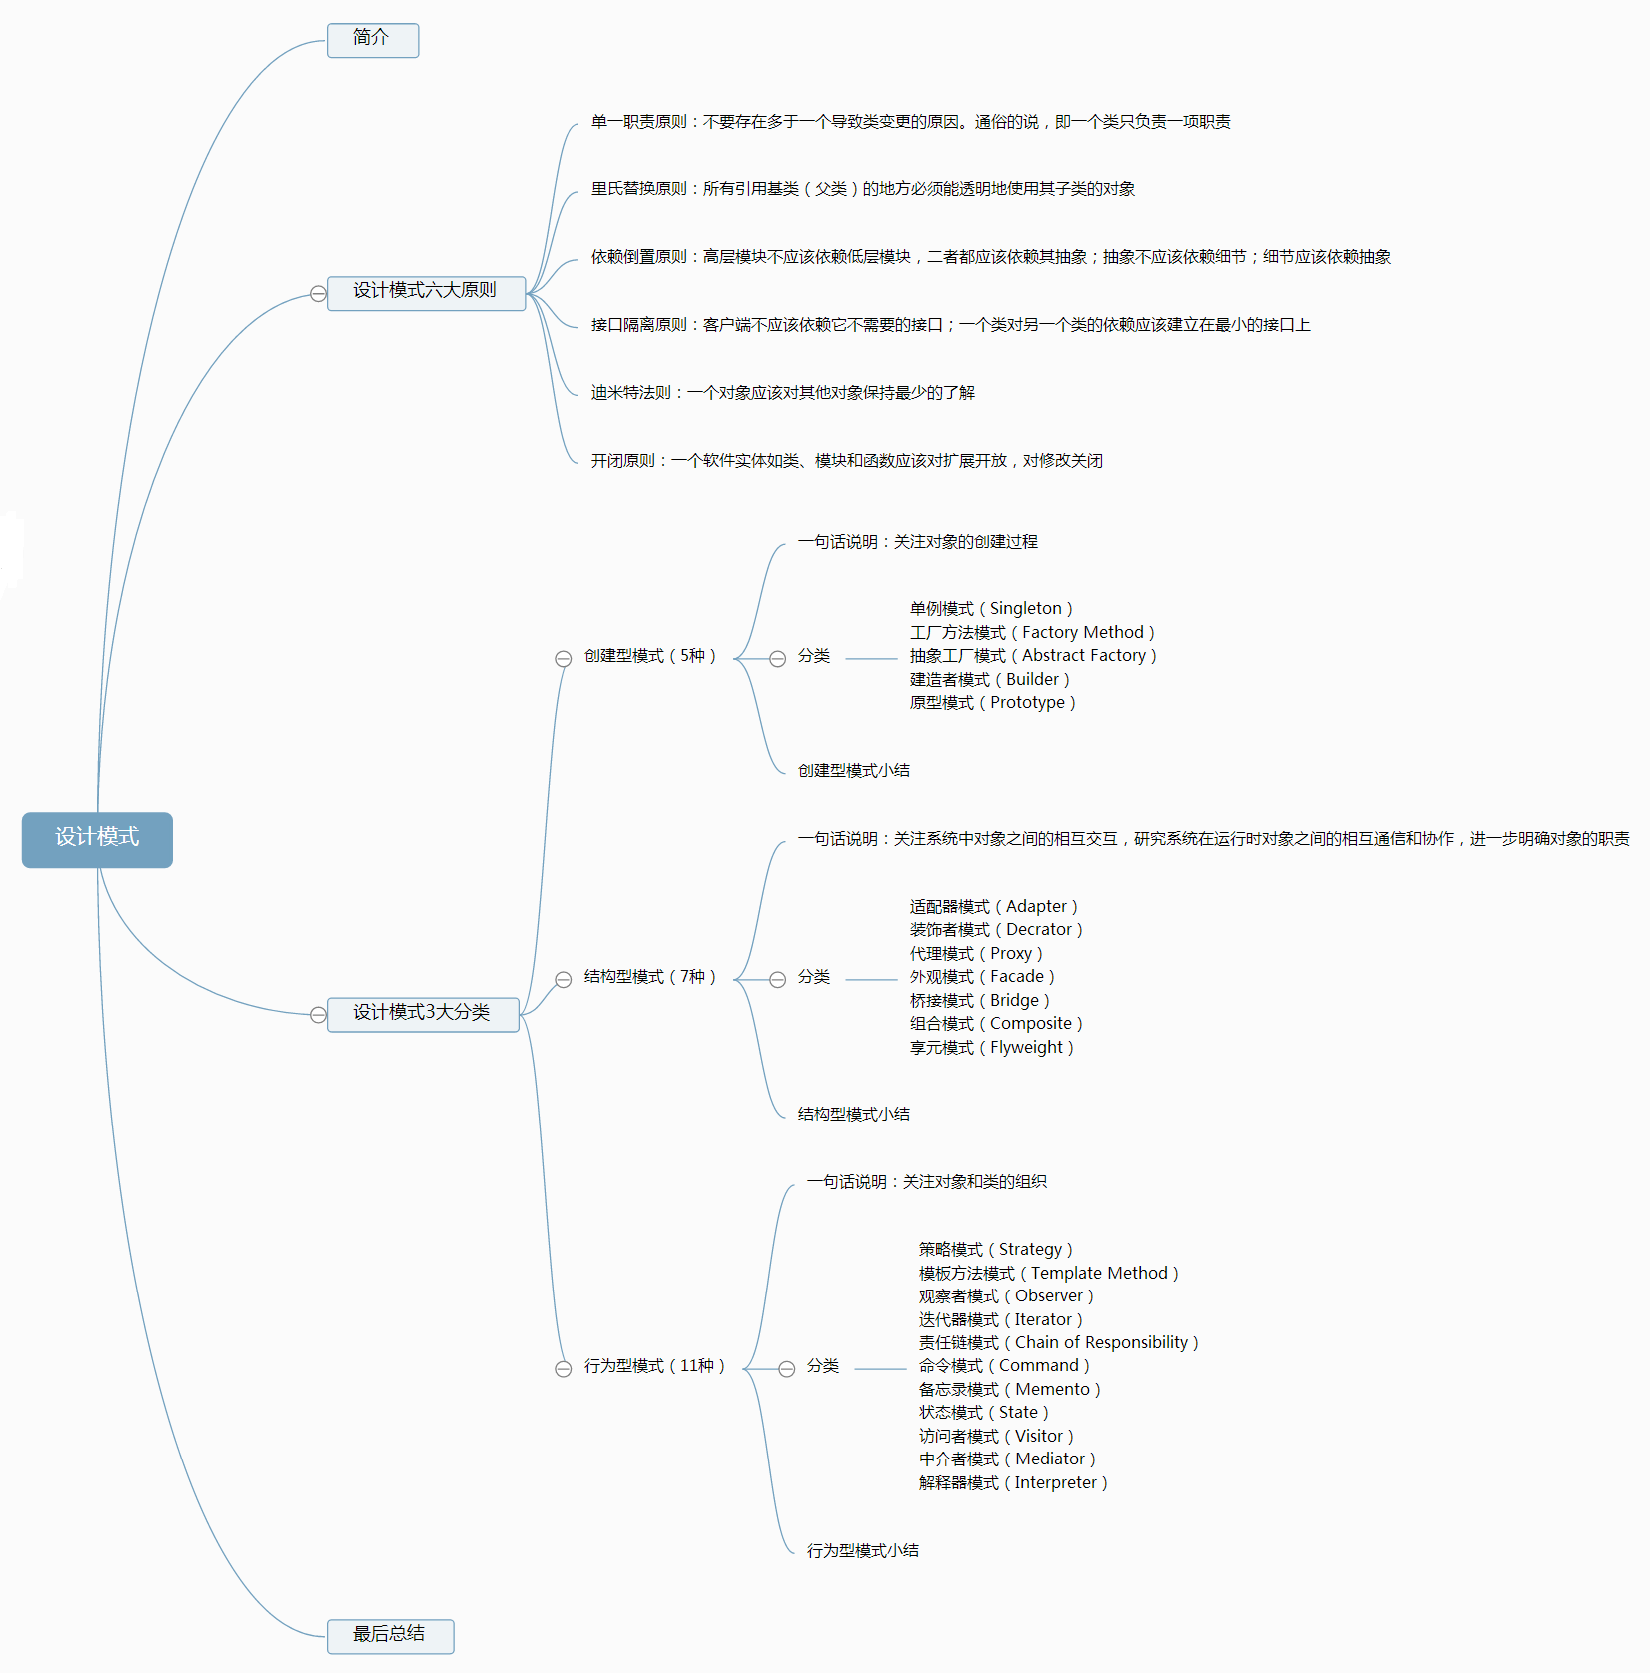 简介
单一职责原则：不要存在多于一个导致类变更的原因。通俗的说，即一个类只负责一项职责
里氏替换原则：所有引用基类（父类）的地方必须能透明地使用其子类的对象
依赖倒置原则：高层模块不应该依赖低层模块，二者都应该依赖其抽象；抽象不应该依赖细节；细节应该依赖抽象
设计模式六大原则
接口隔离原则：客户端不应该依赖它不需要的接口；一个类对另一个类的依赖应该建立在最小的接口上
迪米特法则：一个对象应该对其他对象保持最少的了解
开闭原则：一个软件实体如类、模块和函数应该对扩展开放，对修改关闭
一句话说明：关注对象的创建过程
创建型模式（5种）
分类
单例模式（Singleton）
工厂方法模式（Factory Method）
抽象工厂模式（Abstract Factory）
建造者模式（Builder）
原型模式（Prototype）
创建型模式小结
设计模式
一句话说明：关注系统中对象之间的相互交互，研究系统在运行时对象之间的相互通信和协作，进一步明确对象的职责
结构型模式（7种）
分类
适配器模式（Adapter）
装饰者模式（Decrator）
代理模式（Proxy）
外观模式（Facade）
桥接模式（Bridge）
组合模式（Composite）
享元模式（Flyweight）
设计模式3大分类
结构型模式小结
一句话说明：关注对象和类的组织
行为型模式（11种）
分类
策略模式（Strategy）
模板方法模式（Template Method）
观察者模式（Observer）
迭代器模式（Iterator）
责任链模式（Chain of Responsibility）
命令模式（Command）
备忘录模式（Memento）
状态模式（State）
访问者模式（Visitor）
中介者模式（Mediator）
解释器模式（Interpreter）
行为型模式小结
最后总结